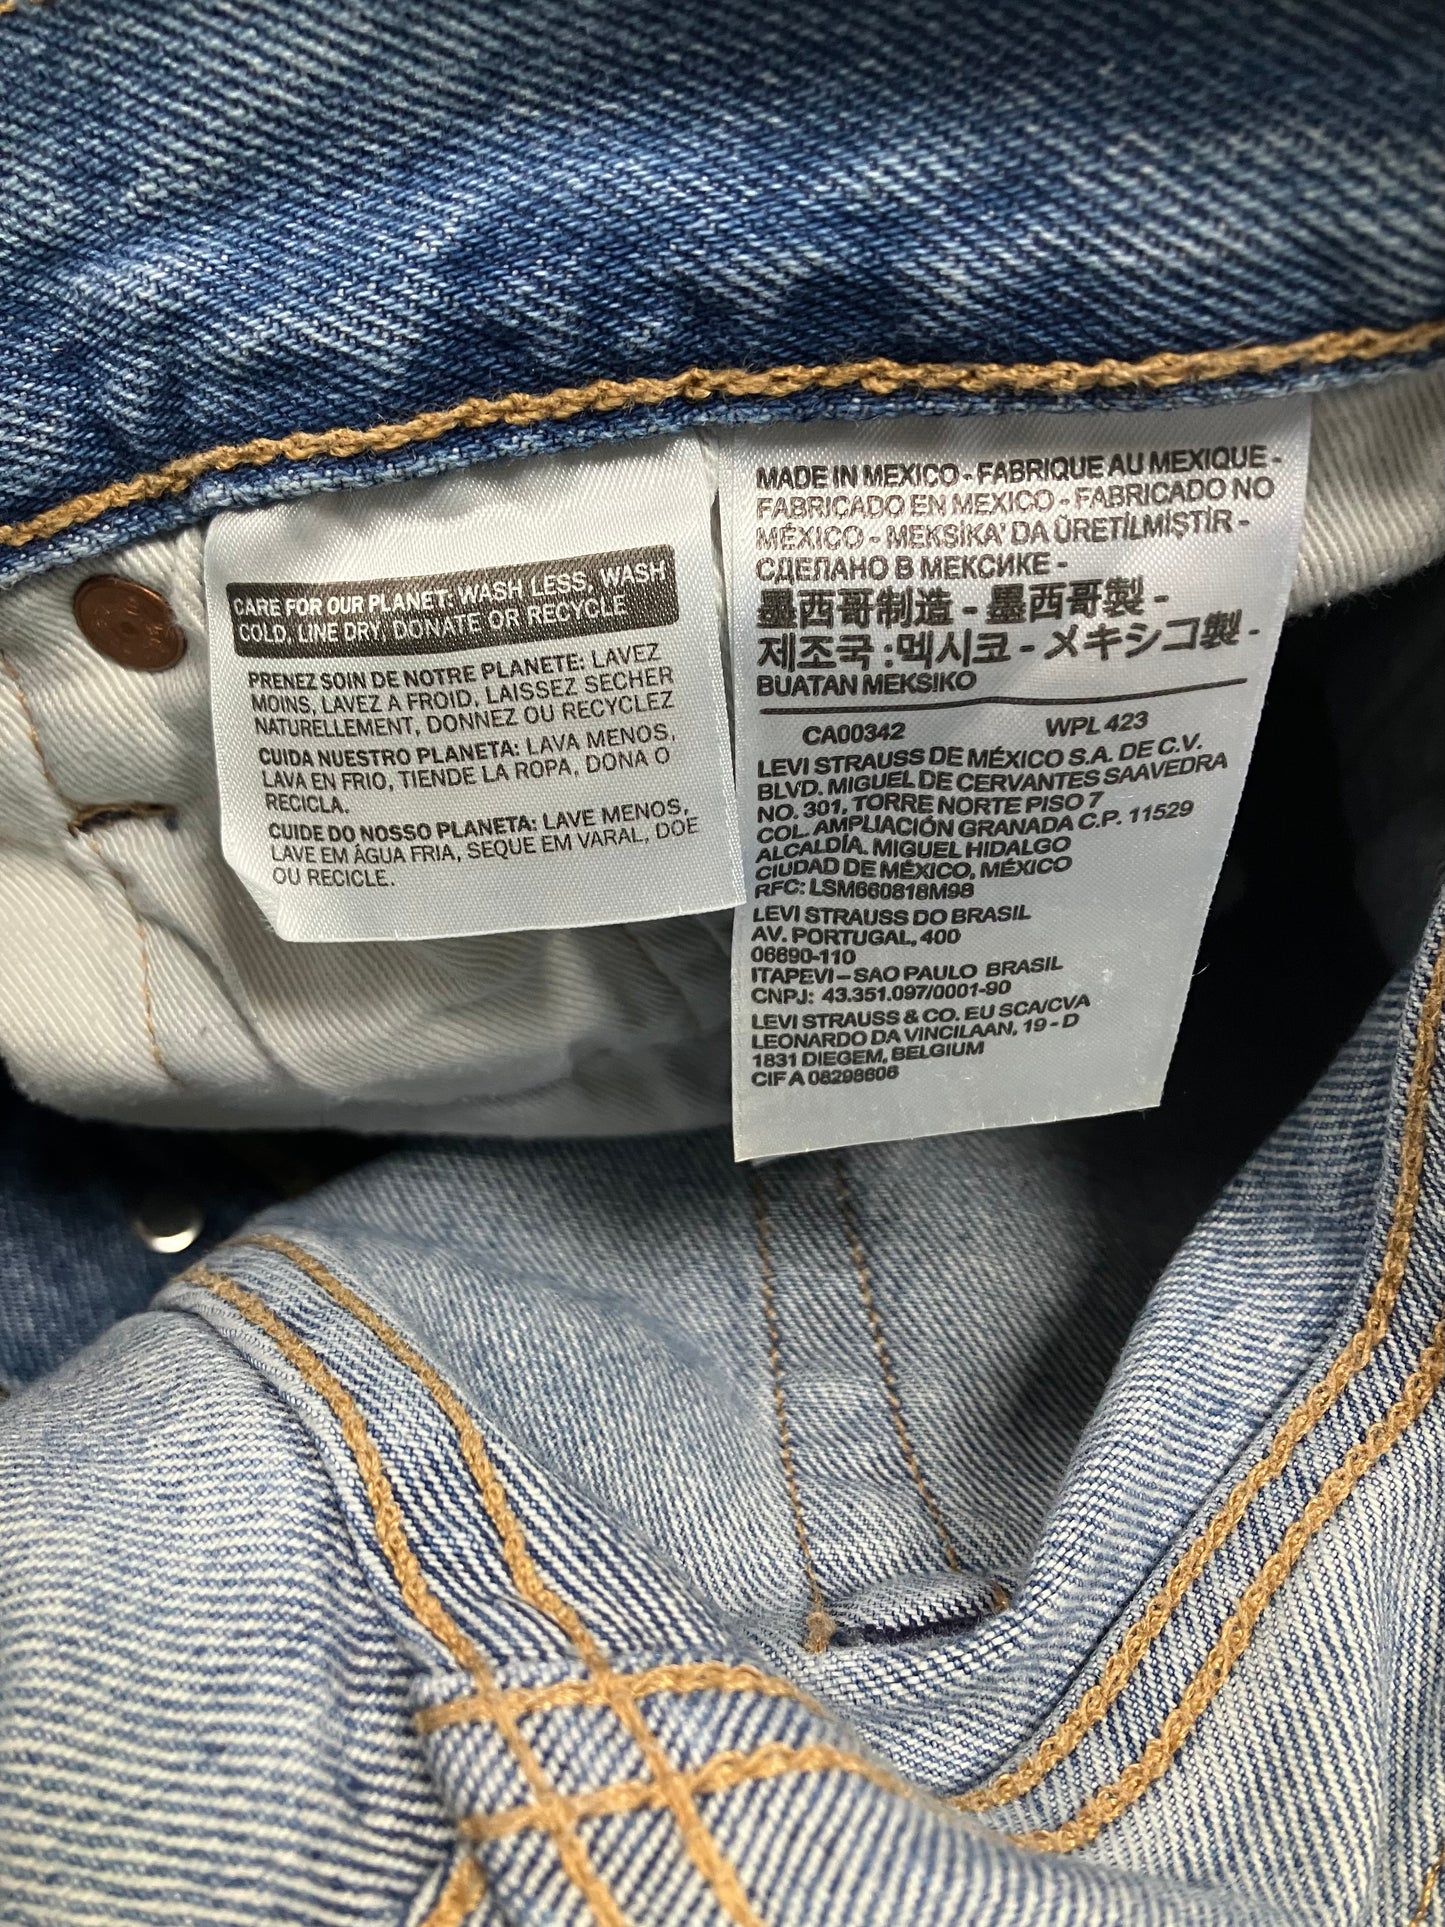 CARE FOR OUR PLANET: WASH LESS, WASH
COLD, LINE DRY, DONATE OR RECYCLE
PRENEZ SOIN DE NOTRE PLANETE: LAVEZ
MOINS, LAVEZ A FROID, LAISSEZ SECHER
NATURELLEMENT, DONNEZ OU RECYCLEZ
CUIDA NUESTRO PLANETA: LAVA MENOS,
LAVA EN FRIO, TIENDE LA ROPA, DONA O
RECICLA.
CUIDE DO NOSSO PLANETA: LAVE MENOS,
LAVE EM ÁGUA FRIA, SEQUE EM VARAL, DOE
OU RECICLE.
MADE IN MEXICO - FABRIQUE AU MEXIQUE -
FABRICADO EN MEXICO - FABRICADO NO
MÉXICO - MEKSİKA' DA ÜRETİLMİŞTİR -
СДЕЛАНО В МЕКСИКЕ -
墨西哥制造 - 墨西哥製 -
제조국 : 멕시코 - メキシコ製 -
BUATAN MEKSIKO
CA00342 WPL 423
LEVI STRAUSS DE MÉXICO S.A. DE C.V.
BLVD. MIGUEL DE CERVANTES SAAVEDRA
NO. 301, TORRE NORTE PISO 7
COL. AMPLIACIÓN GRANADA C.P. 11529
ALCALDÍA. MIGUEL HIDALGO
CIUDAD DE MÉXICO, MÉXICO
RFC: LSM660818M98
LEVI STRAUSS DO BRASIL
AV. PORTUGAL, 400
06690-110
ITAPEVI – SAO PAULO BRASIL
CNPJ: 43.351.097/0001-90
LEVI STRAUSS & CO. EU SCA/CVA
LEONARDO DA VINCILAAN, 19 - D
1831 DIEGEM, BELGIUM
CIF A 08298606